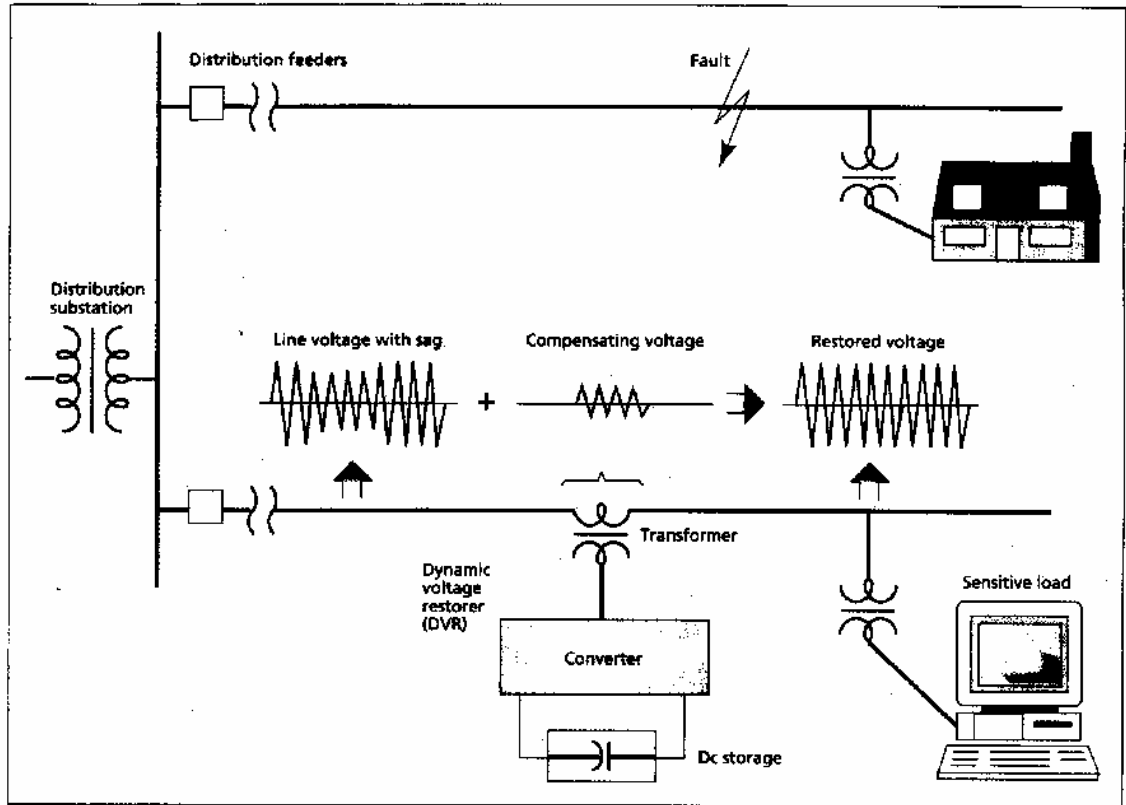 Distribution feeders
Fault
Distribution
substation
Line voltage with sag.
Compensating voltage
Restored voltage
+
Transformer
Dynamic
voltage
restorer
(DVR)
Sensitive load
Converter
Dc storage